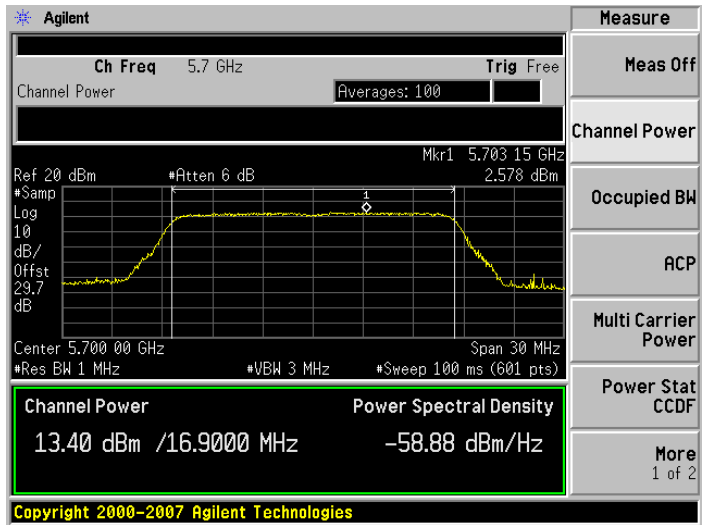 Agilent
Measure
Ch Freq 5.7 GHz Trig Free
Channel Power Averages: 100
Mkr1 5.703 15 GHz
Ref 20 dBm #Atten 6 dB 2.578 dBm
#Samp
Log
10
dB/
Offst
29.7
dB
1
Center 5.700 00 GHz Span 30 MHz
#Res BW 1 MHz #VBW 3 MHz #Sweep 100 ms (601 pts)
Channel Power Power Spectral Density
13.40 dBm /16.9000 MHz -58.88 dBm/Hz
Copyright 2000-2007 Agilent Technologies
Meas Off
Channel Power
Occupied BW
ACP
Multi Carrier
Power
Power Stat
CCDF
More
1 of 2